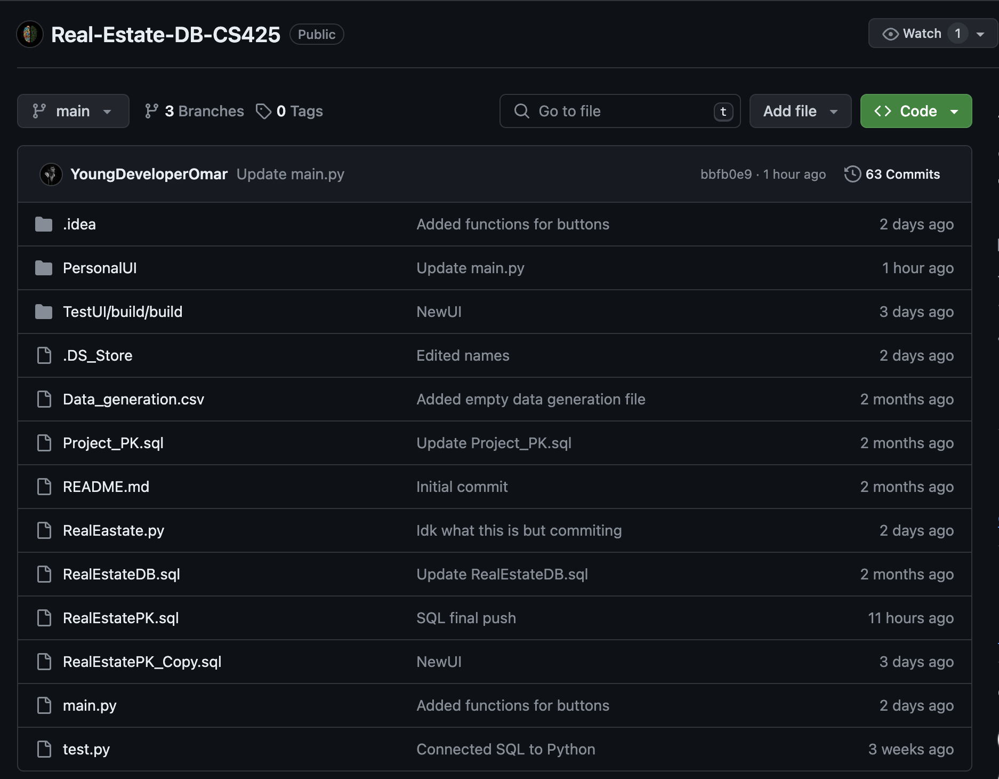 Real-Estate-DB-CS425 Public Watch 1
main 3 Branches 0 Tags Go to file t Add file <> Code
YoungDeveloperOmar Update main.py bbfb0e9 · 1 hour ago 63 Commits
.idea Added functions for buttons 2 days ago
PersonalUI Update main.py 1 hour ago
TestUI/build/build NewUI 3 days ago
.DS_Store Edited names 2 days ago
Data_generation.csv Added empty data generation file 2 months ago
Project_PK.sql Update Project_PK.sql 2 months ago
README.md Initial commit 2 months ago
RealEastate.py Idk what this is but commiting 2 days ago
RealEstateDB.sql Update RealEstateDB.sql 2 months ago
RealEstatePK.sql SQL final push 11 hours ago
RealEstatePK_Copy.sql NewUI 3 days ago
main.py Added functions for buttons 2 days ago
test.py Connected SQL to Python 3 weeks ago